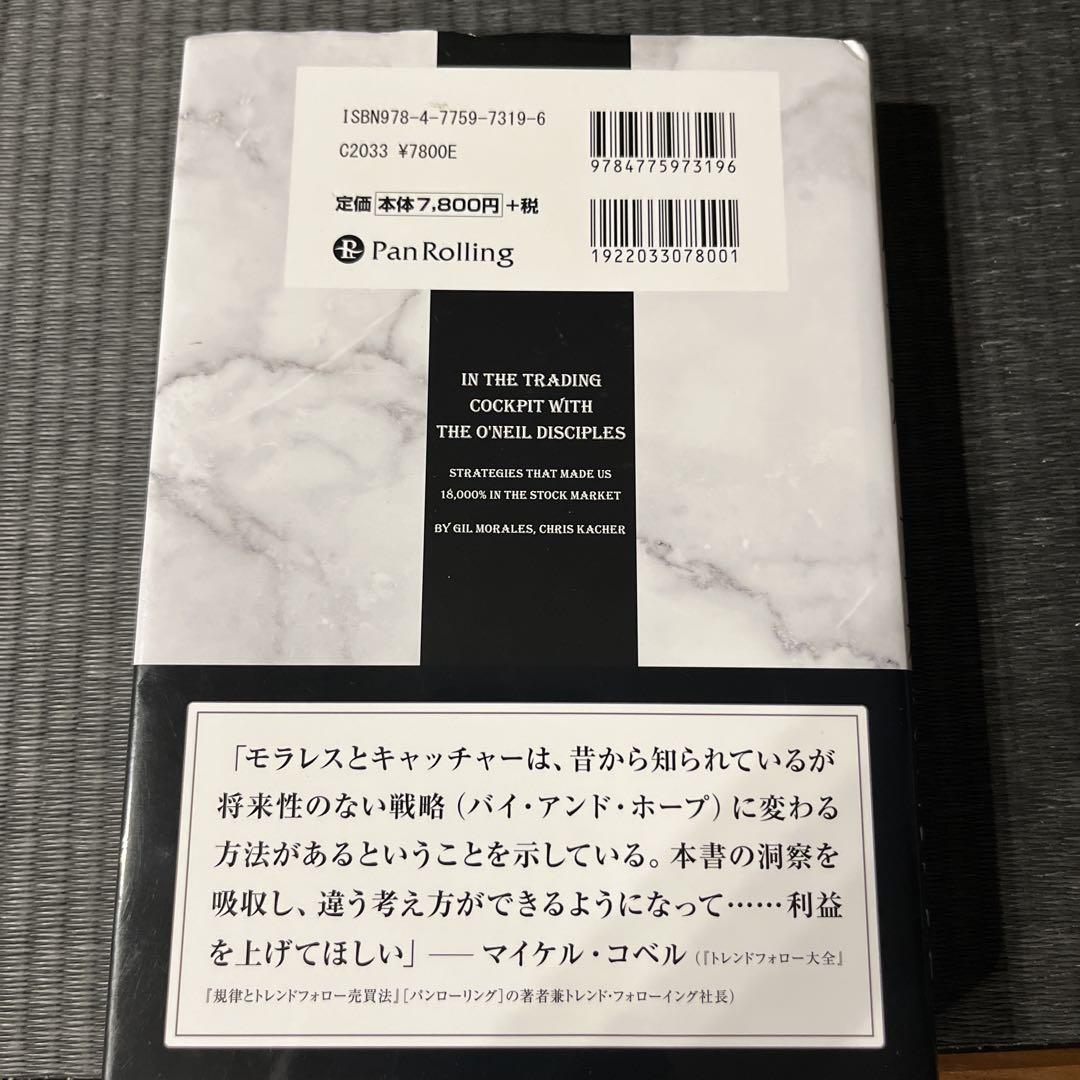 ISBN978-4-7759-7319-6
C2033 ¥7800E
9784775973196
定価 本体7,800円 +税
1922033078001
PanRolling
IN THE TRADING
COCKPIT WITH
THE O'NEIL DISCIPLES
STRATEGIES THAT MADE US
18,000% IN THE STOCK MARKET
BY GIL MORALES, CHRIS KACHER
「モラレスとキャッチャーは、昔から知られているが
将来性のない戦略（バイ・アンド・ホープ）に変わる
方法があるということを示している。本書の洞察を
吸収し、違う考え方ができるようになって……利益
を上げてほしい」── マイケル・コベル（『トレンドフォロー大全』
『規律とトレンドフォロー売買法』［パンローリング］の著者兼トレンド・フォローイング社長）